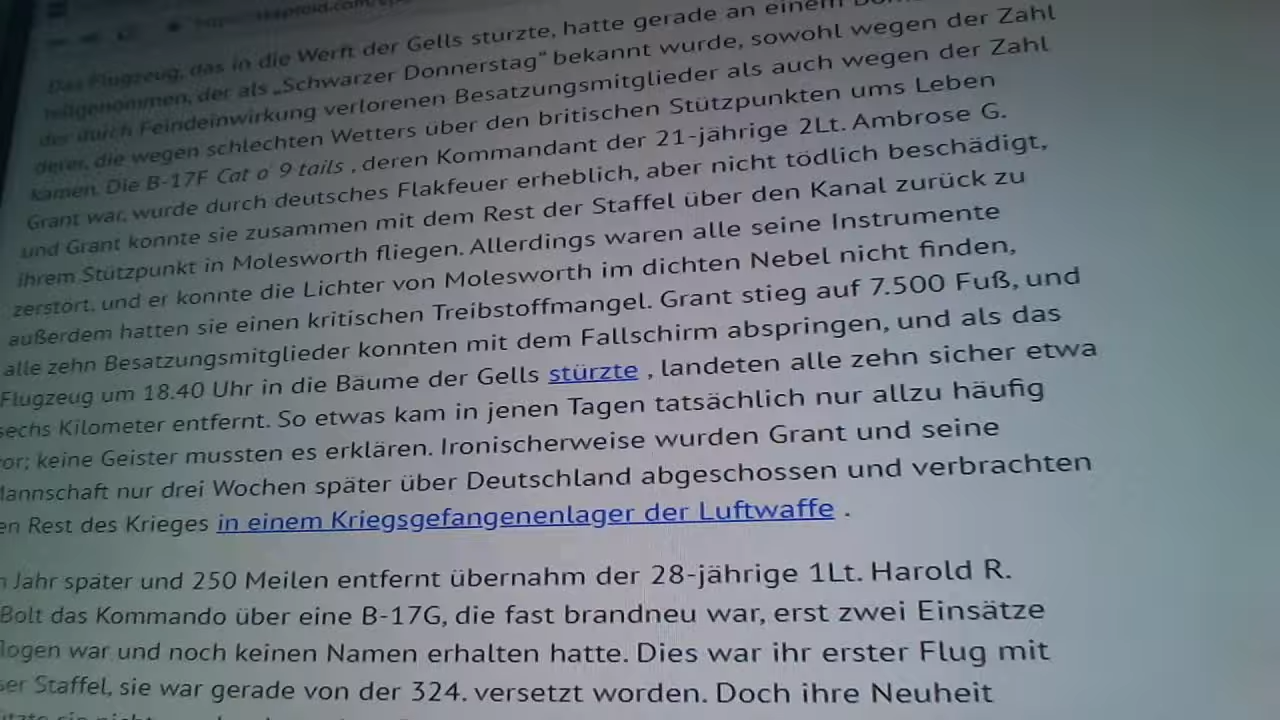 Das Flugzeug, das in die Werft der Gells stürzte, hatte gerade an einem
teilgenommen, der als „Schwarzer Donnerstag“ bekannt wurde, sowohl wegen der Zahl
der durch Feindeinwirkung verlorenen Besatzungsmitglieder als auch wegen der Zahl
derer, die wegen schlechten Wetters über den britischen Stützpunkten ums Leben
kamen. Die B-17F Cat o' 9 tails , deren Kommandant der 21-jährige 2Lt. Ambrose G.
Grant war, wurde durch deutsches Flakfeuer erheblich, aber nicht tödlich beschädigt,
und Grant konnte sie zusammen mit dem Rest der Staffel über den Kanal zurück zu
ihrem Stützpunkt in Molesworth fliegen. Allerdings waren alle seine Instrumente
zerstört, und er konnte die Lichter von Molesworth im dichten Nebel nicht finden,
außerdem hatten sie einen kritischen Treibstoffmangel. Grant stieg auf 7.500 Fuß, und
alle zehn Besatzungsmitglieder konnten mit dem Fallschirm abspringen, und als das
Flugzeug um 18.40 Uhr in die Bäume der Gells stürzte , landeten alle zehn sicher etwa
sechs Kilometer entfernt. So etwas kam in jenen Tagen tatsächlich nur allzu häufig
vor; keine Geister mussten es erklären. Ironischerweise wurden Grant und seine
Mannschaft nur drei Wochen später über Deutschland abgeschossen und verbrachten
en Rest des Krieges in einem Kriegsgefangenenlager der Luftwaffe .
n Jahr später und 250 Meilen entfernt übernahm der 28-jährige 1Lt. Harold R.
Bolt das Kommando über eine B-17G, die fast brandneu war, erst zwei Einsätze
logen war und noch keinen Namen erhalten hatte. Dies war ihr erster Flug mit
ser Staffel, sie war gerade von der 324. versetzt worden. Doch ihre Neuheit